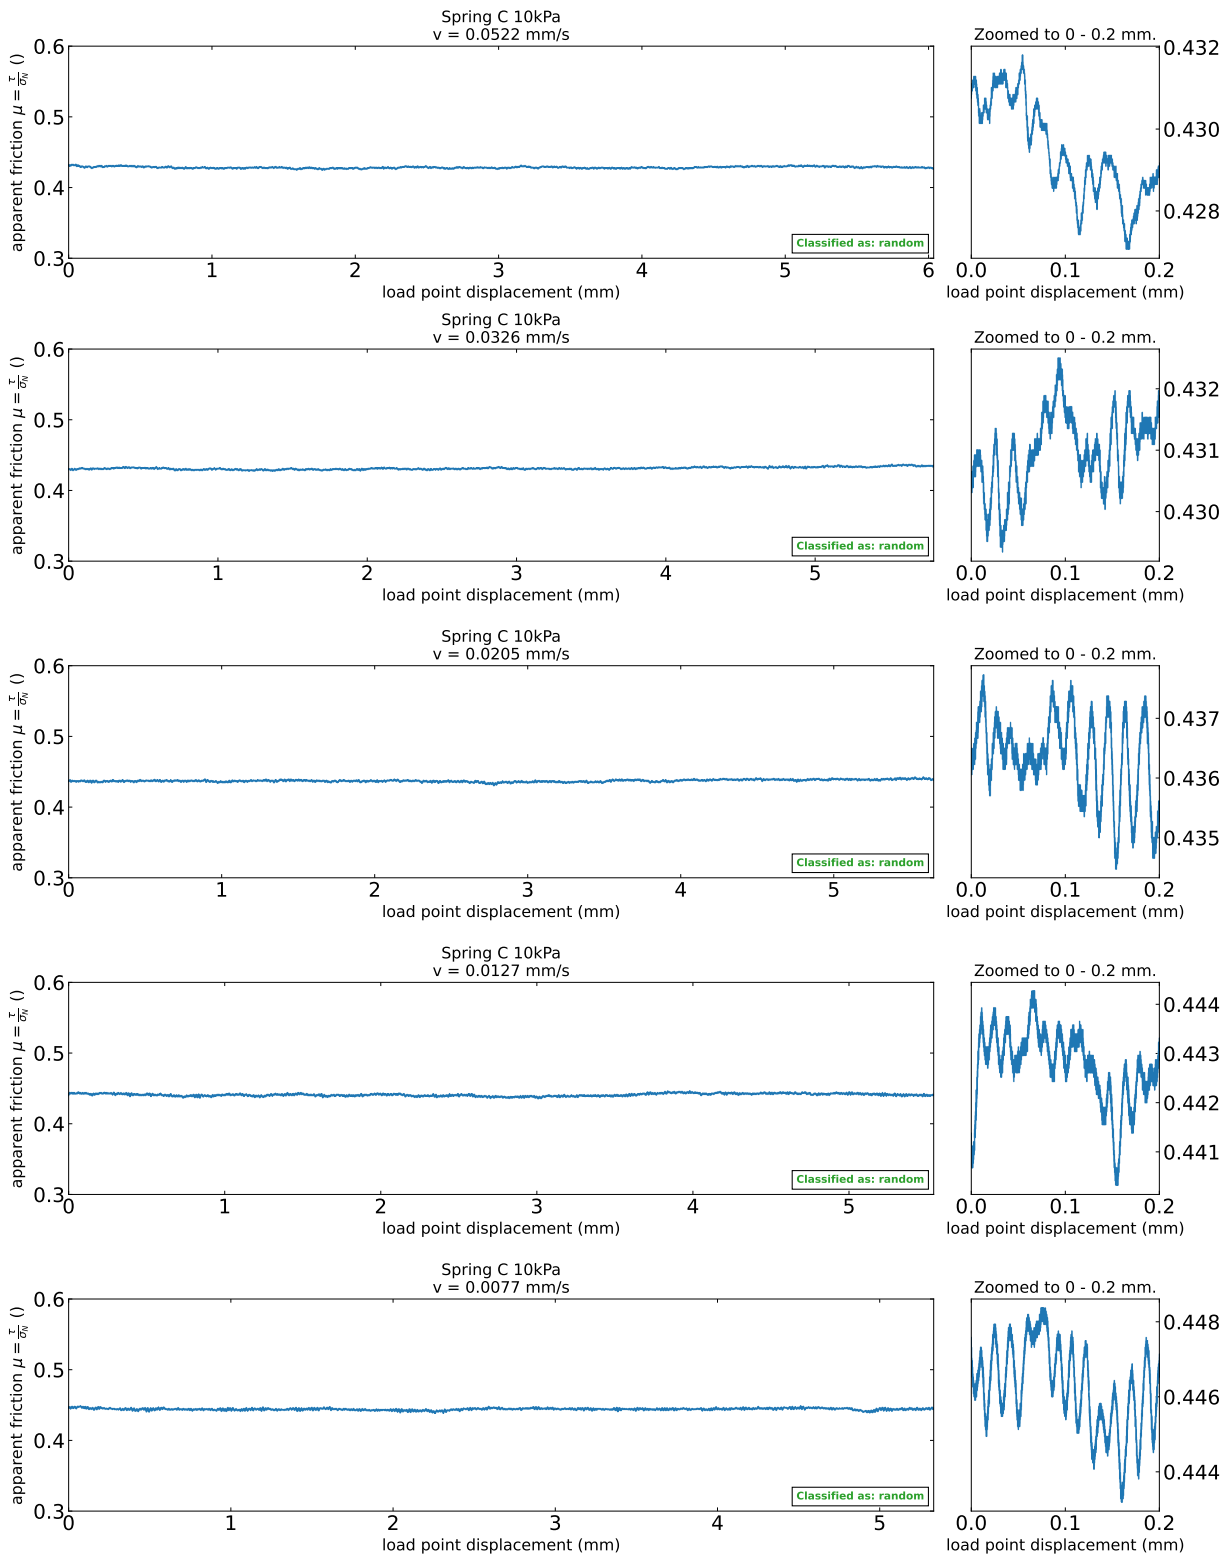 Spring C 10kPa
v = 0.0522 mm/s
Zoomed to 0 - 0.2 mm.
apparent friction μ = τ/σ_N ()
0.6
0.5
0.4
0.3
0 1 2 3 4 5 6
load point displacement (mm)
Classified as: random
0.432
0.430
0.428
0.0 0.1 0.2
load point displacement (mm)
Spring C 10kPa
v = 0.0326 mm/s
Zoomed to 0 - 0.2 mm.
apparent friction μ = τ/σ_N ()
0.6
0.5
0.4
0.3
0 1 2 3 4 5
load point displacement (mm)
Classified as: random
0.432
0.431
0.430
0.0 0.1 0.2
load point displacement (mm)
Spring C 10kPa
v = 0.0205 mm/s
Zoomed to 0 - 0.2 mm.
apparent friction μ = τ/σ_N ()
0.6
0.5
0.4
0.3
0 1 2 3 4 5
load point displacement (mm)
Classified as: random
0.437
0.436
0.435
0.0 0.1 0.2
load point displacement (mm)
Spring C 10kPa
v = 0.0127 mm/s
Zoomed to 0 - 0.2 mm.
apparent friction μ = τ/σ_N ()
0.6
0.5
0.4
0.3
0 1 2 3 4 5
load point displacement (mm)
Classified as: random
0.444
0.443
0.442
0.441
0.0 0.1 0.2
load point displacement (mm)
Spring C 10kPa
v = 0.0077 mm/s
Zoomed to 0 - 0.2 mm.
apparent friction μ = τ/σ_N ()
0.6
0.5
0.4
0.3
0 1 2 3 4 5
load point displacement (mm)
Classified as: random
0.448
0.446
0.444
0.0 0.1 0.2
load point displacement (mm)